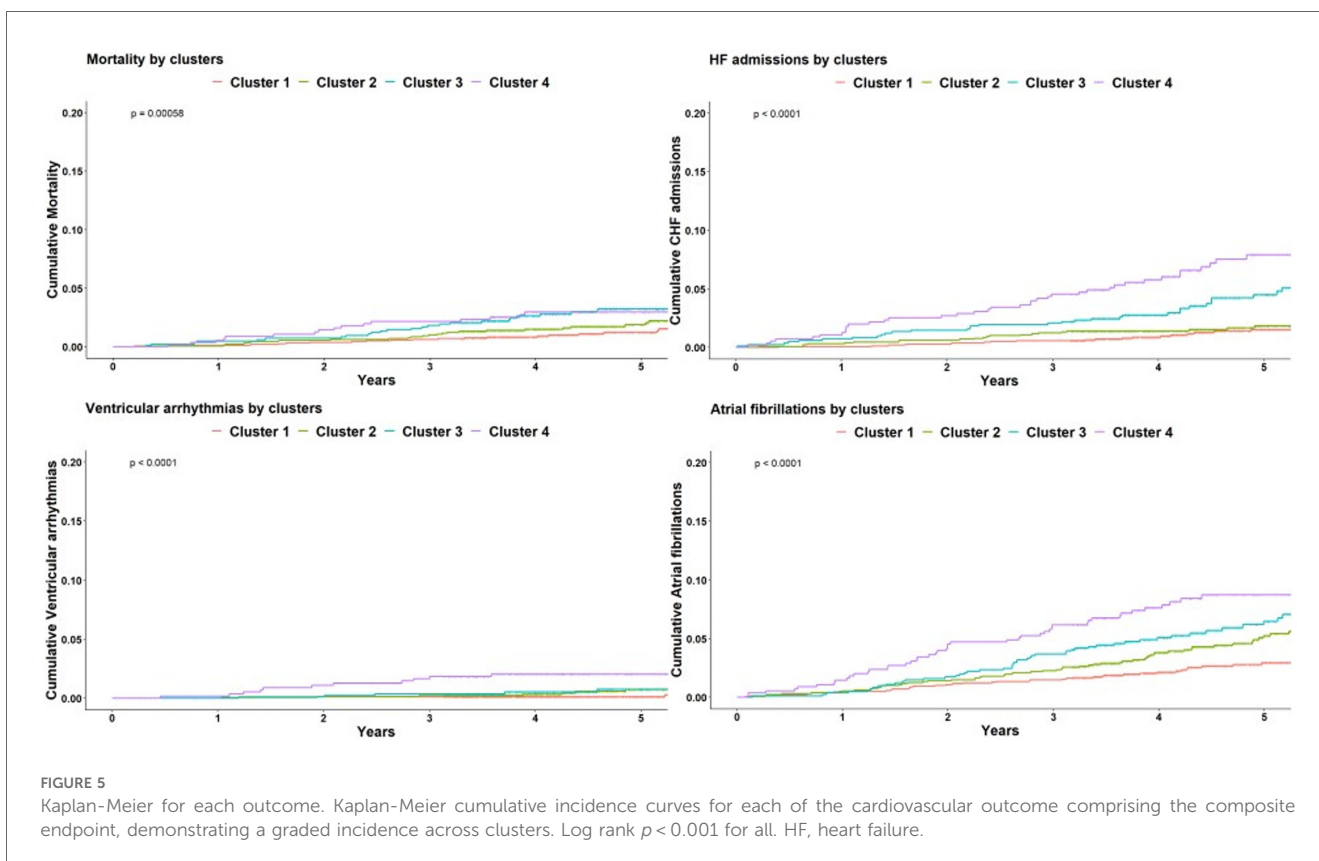 Mortality by clusters
Cluster 1 Cluster 2 Cluster 3 Cluster 4
p = 0.00058
0.20
0.15
0.10
0.05
0.00
Cumulative Mortality
0 1 2 3 4 5
Years
HF admissions by clusters
Cluster 1 Cluster 2 Cluster 3 Cluster 4
p < 0.0001
0.20
0.15
0.10
0.05
0.00
Cumulative CHF admissions
0 1 2 3 4 5
Years
Ventricular arrhythmias by clusters
Cluster 1 Cluster 2 Cluster 3 Cluster 4
p < 0.0001
0.20
0.15
0.10
0.05
0.00
Cumulative Ventricular arrhythmias
0 1 2 3 4 5
Years
Atrial fibrillations by clusters
Cluster 1 Cluster 2 Cluster 3 Cluster 4
p < 0.0001
0.20
0.15
0.10
0.05
0.00
Cumulative Atrial fibrillations
0 1 2 3 4 5
Years
FIGURE 5
Kaplan-Meier for each outcome. Kaplan-Meier cumulative incidence curves for each of the cardiovascular outcome comprising the composite
endpoint, demonstrating a graded incidence across clusters. Log rank p < 0.001 for all. HF, heart failure.